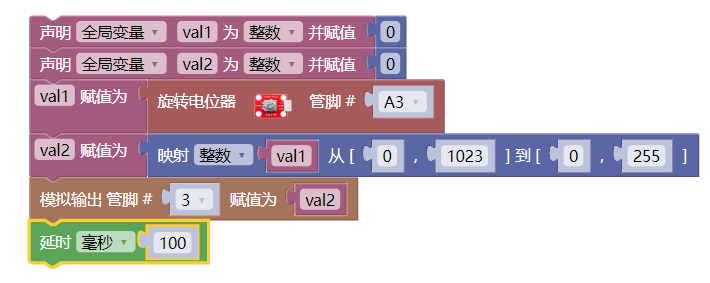 声明 全局变量 val1 为 整数 并赋值 0
声明 全局变量 val2 为 整数 并赋值 0
val1 赋值为 旋转电位器 管脚 # A3
val2 赋值为 映射 整数 val1 从 [ 0 , 1023 ] 到 [ 0 , 255 ]
模拟输出 管脚 # 3 赋值为 val2
延时 毫秒 100